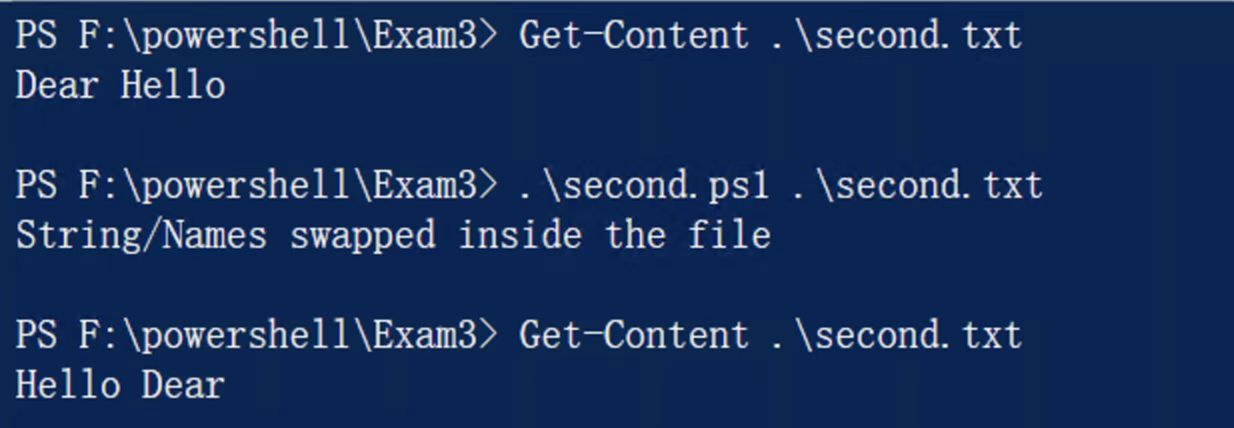 PS F:\powershell\Exam3> Get-Content .\second.txt
Dear Hello
PS F:\powershell\Exam3> .\second.ps1 .\second.txt
String/Names swapped inside the file
PS F:\powershell\Exam3> Get-Content .\second.txt
Hello Dear